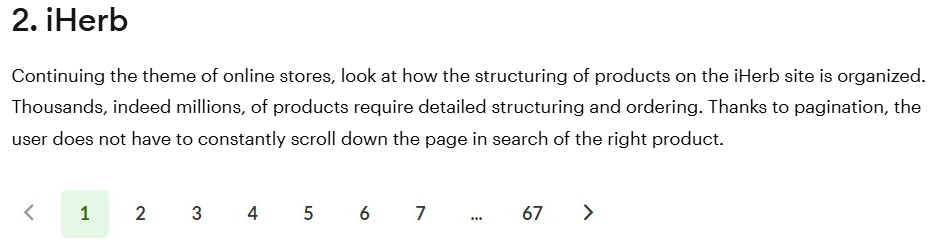 2. iHerb
Continuing the theme of online stores, look at how the structuring of products on the iHerb site is organized.
Thousands, indeed millions, of products require detailed structuring and ordering. Thanks to pagination, the
user does not have to constantly scroll down the page in search of the right product.
< 1 2 3 4 5 6 7 ... 67 >